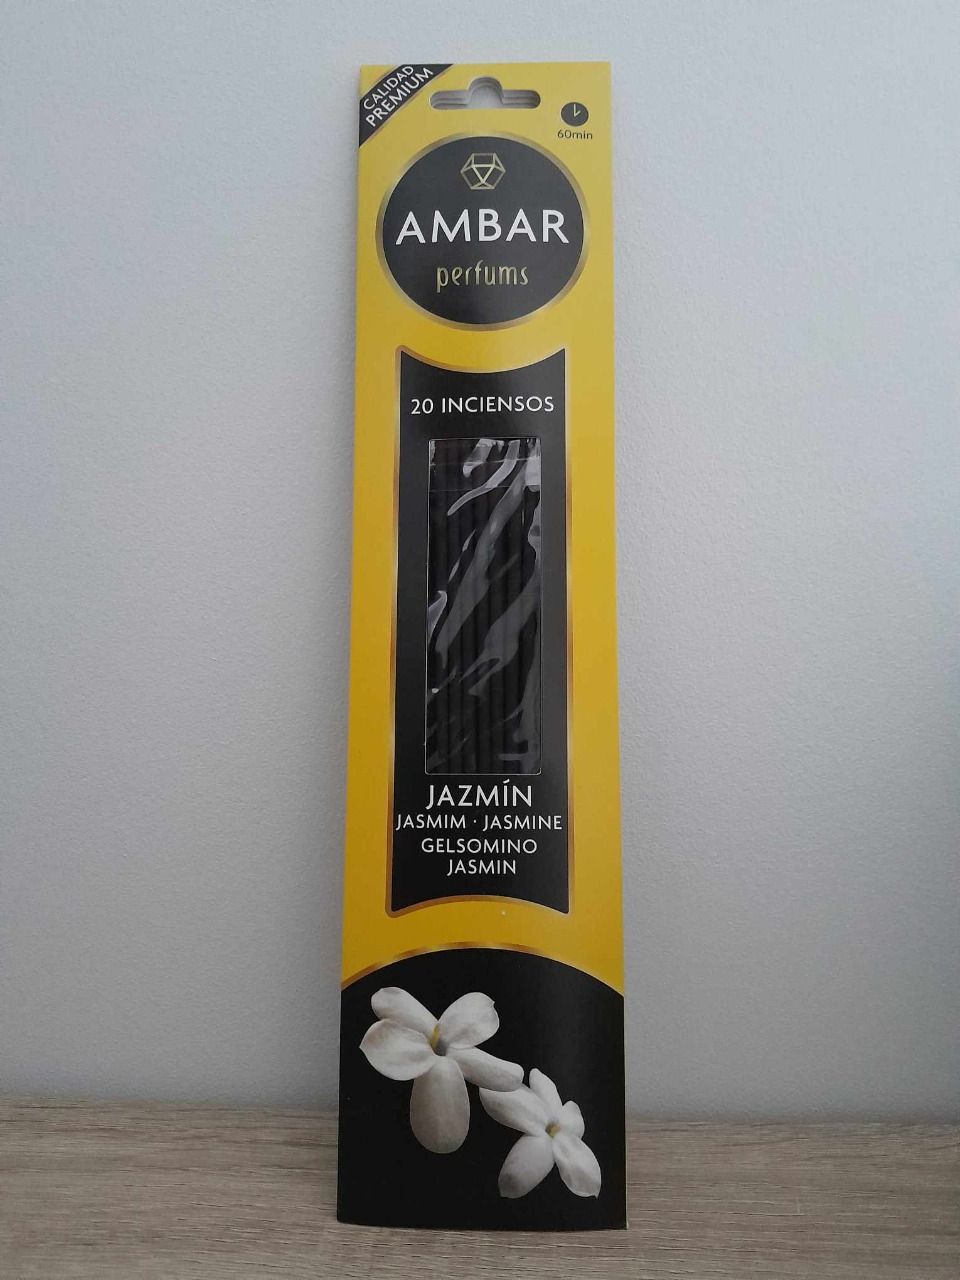 CALIDAD
PREMIUM
60min
AMBAR
perfums
20 INCIENSOS
JAZMÍN
JASMIM · JASMINE
GELSOMINO
JASMIN